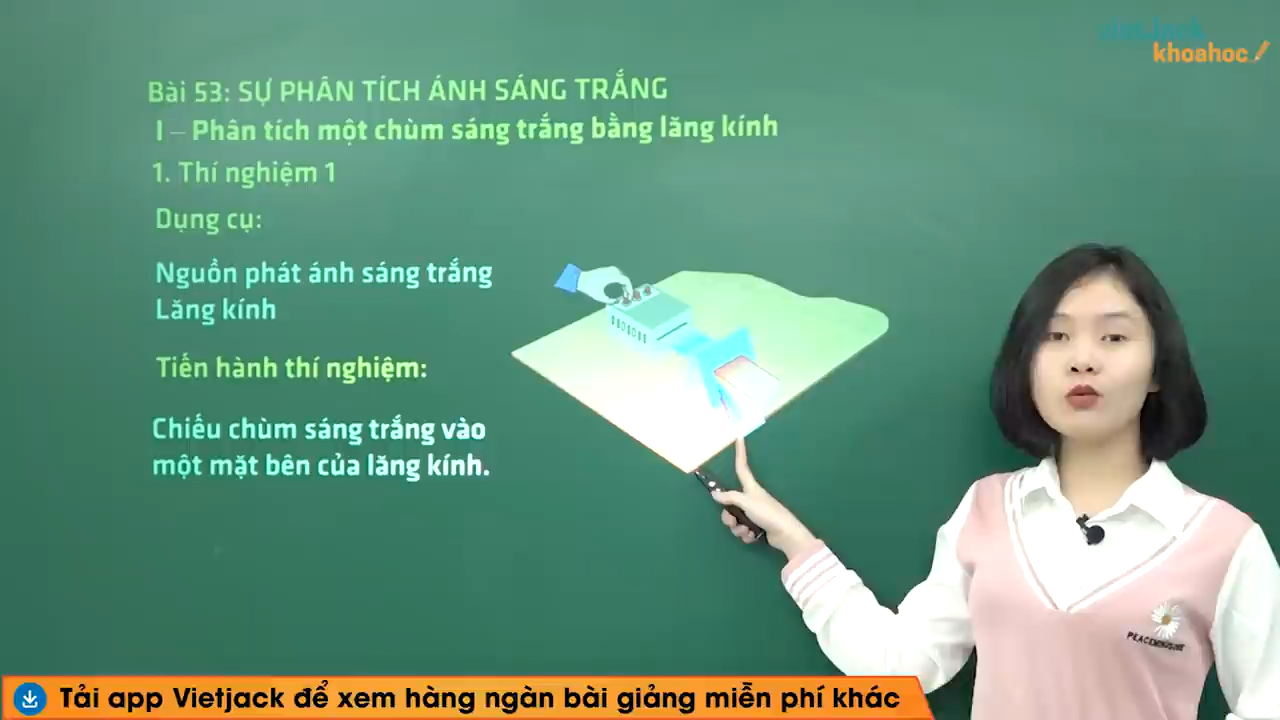 vietjack
khoahoc
Bài 53: SỰ PHÂN TÍCH ÁNH SÁNG TRẮNG
I – Phân tích một chùm sáng trắng bằng lăng kính
1. Thí nghiệm 1
Dụng cụ:
Nguồn phát ánh sáng trắng
Lăng kính
Tiến hành thí nghiệm:
Chiếu chùm sáng trắng vào
một mặt bên của lăng kính.
Tải app Vietjack để xem hàng ngàn bài giảng miễn phí khác